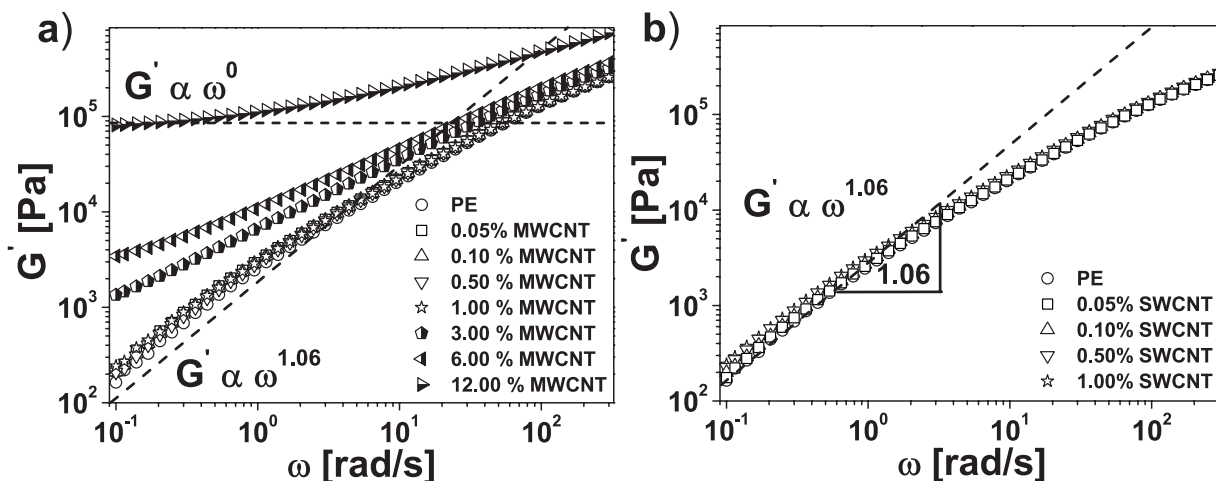 a)
G' α ω^0
G' [Pa]
10^5
10^4
10^3
10^2
PE
0.05% MWCNT
0.10 % MWCNT
0.50 % MWCNT
1.00 % MWCNT
3.00 % MWCNT
6.00 % MWCNT
12.00 % MWCNT
G' α ω^1.06
10^-1
10^0
10^1
10^2
ω [rad/s]
b)
G' α ω^1.06
G' [Pa]
10^5
10^4
10^3
10^2
1.06
PE
0.05% SWCNT
0.10% SWCNT
0.50% SWCNT
1.00% SWCNT
10^-1
10^0
10^1
10^2
ω [rad/s]